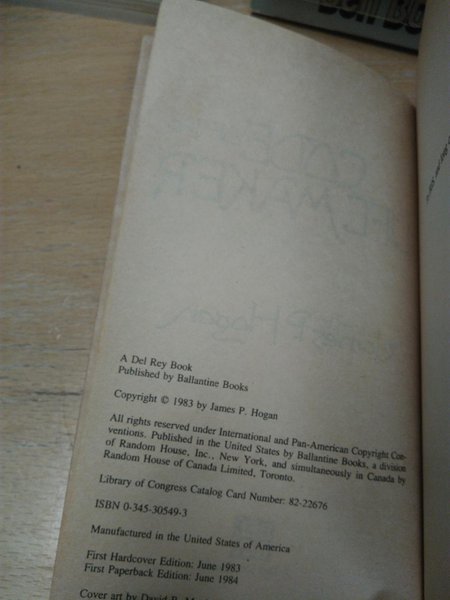 A Del Rey Book
Published by Ballantine Books
Copyright © 1983 by James P. Hogan
All rights reserved under International and Pan-American Copyright Con-
ventions. Published in the United States by Ballantine Books, a division
of Random House, Inc., New York, and simultaneously in Canada by
Random House of Canada Limited, Toronto.
Library of Congress Catalog Card Number: 82-22676
ISBN 0-345-30549-3
Manufactured in the United States of America
First Hardcover Edition: June 1983
First Paperback Edition: June 1984
Cover art by David B.